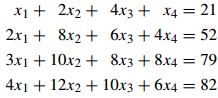 x₁ + 2x₂ + 4x₃ + x₄ = 21
2x₁ + 8x₂ + 6x₃ + 4x₄ = 52
3x₁ + 10x₂ + 8x₃ + 8x₄ = 79
4x₁ + 12x₂ + 10x₃ + 6x₄ = 82